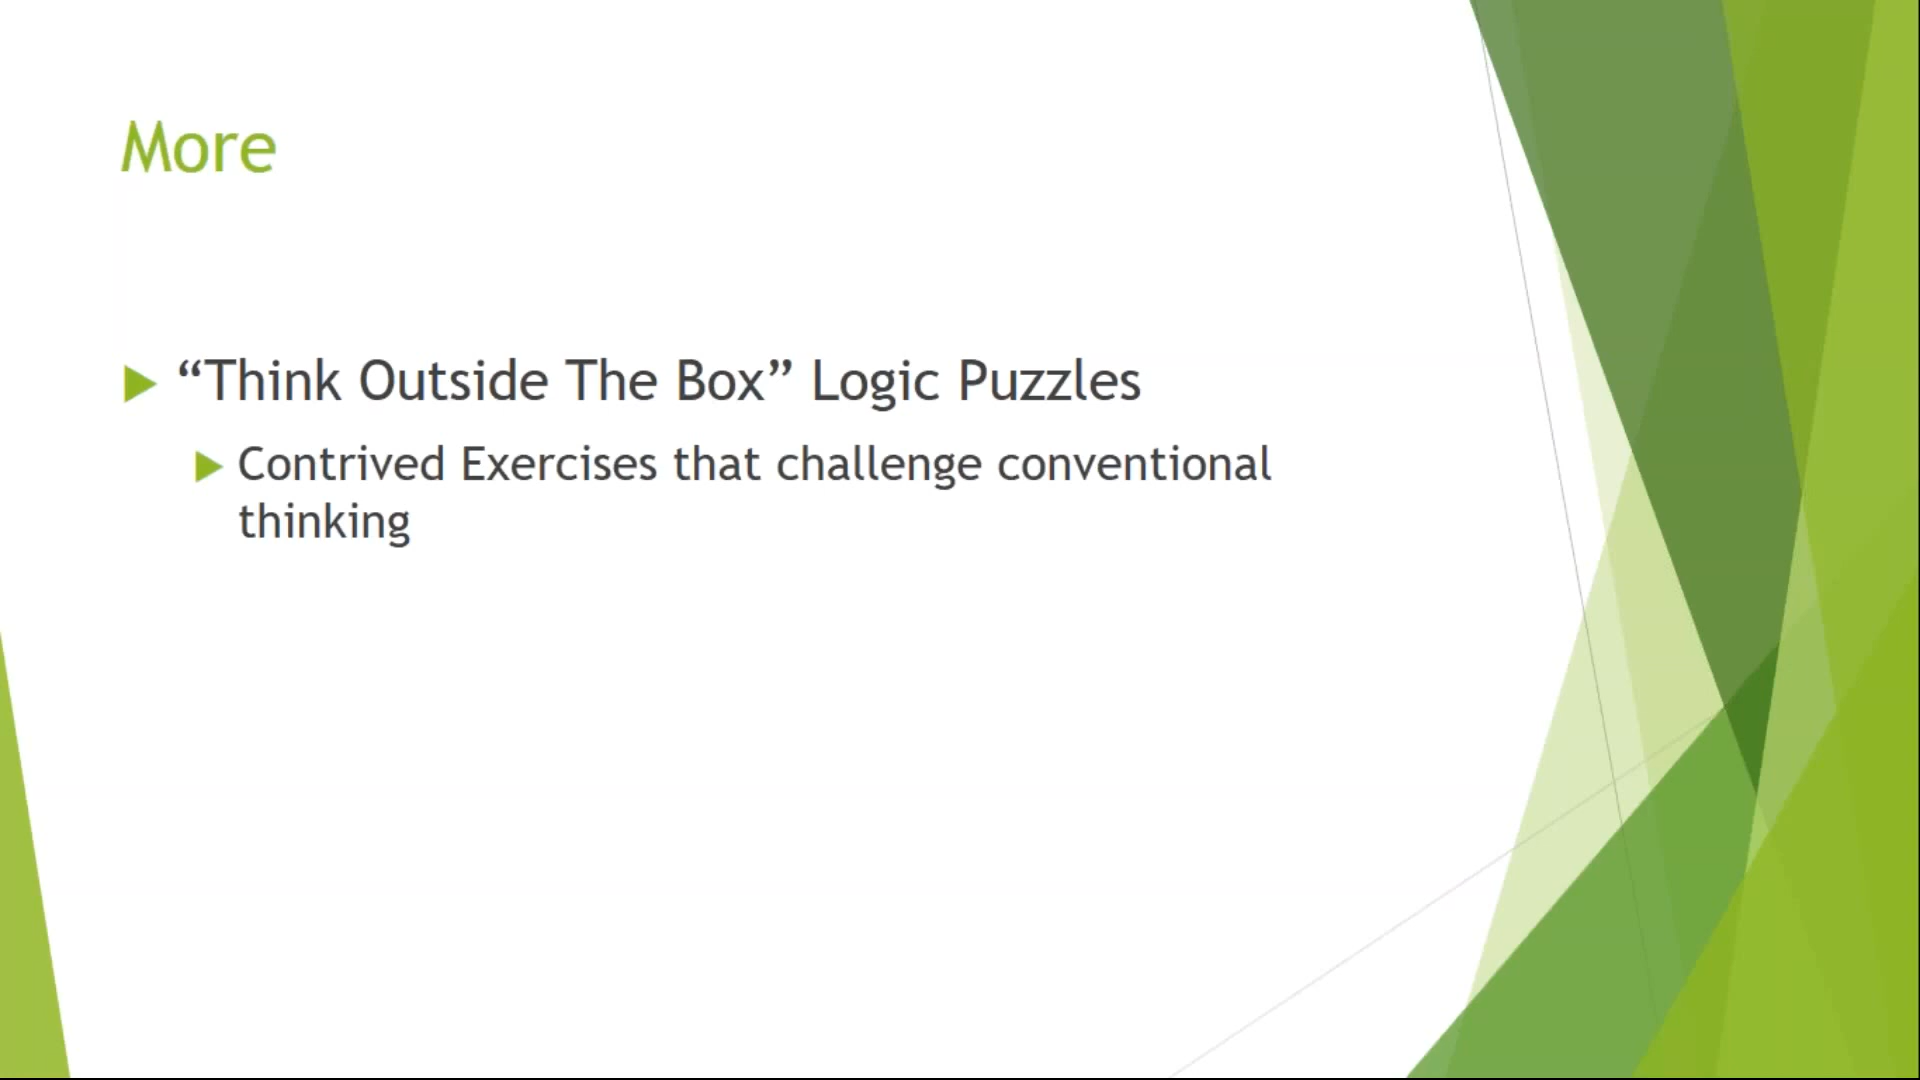 More
“Think Outside The Box” Logic Puzzles
Contrived Exercises that challenge conventional
thinking